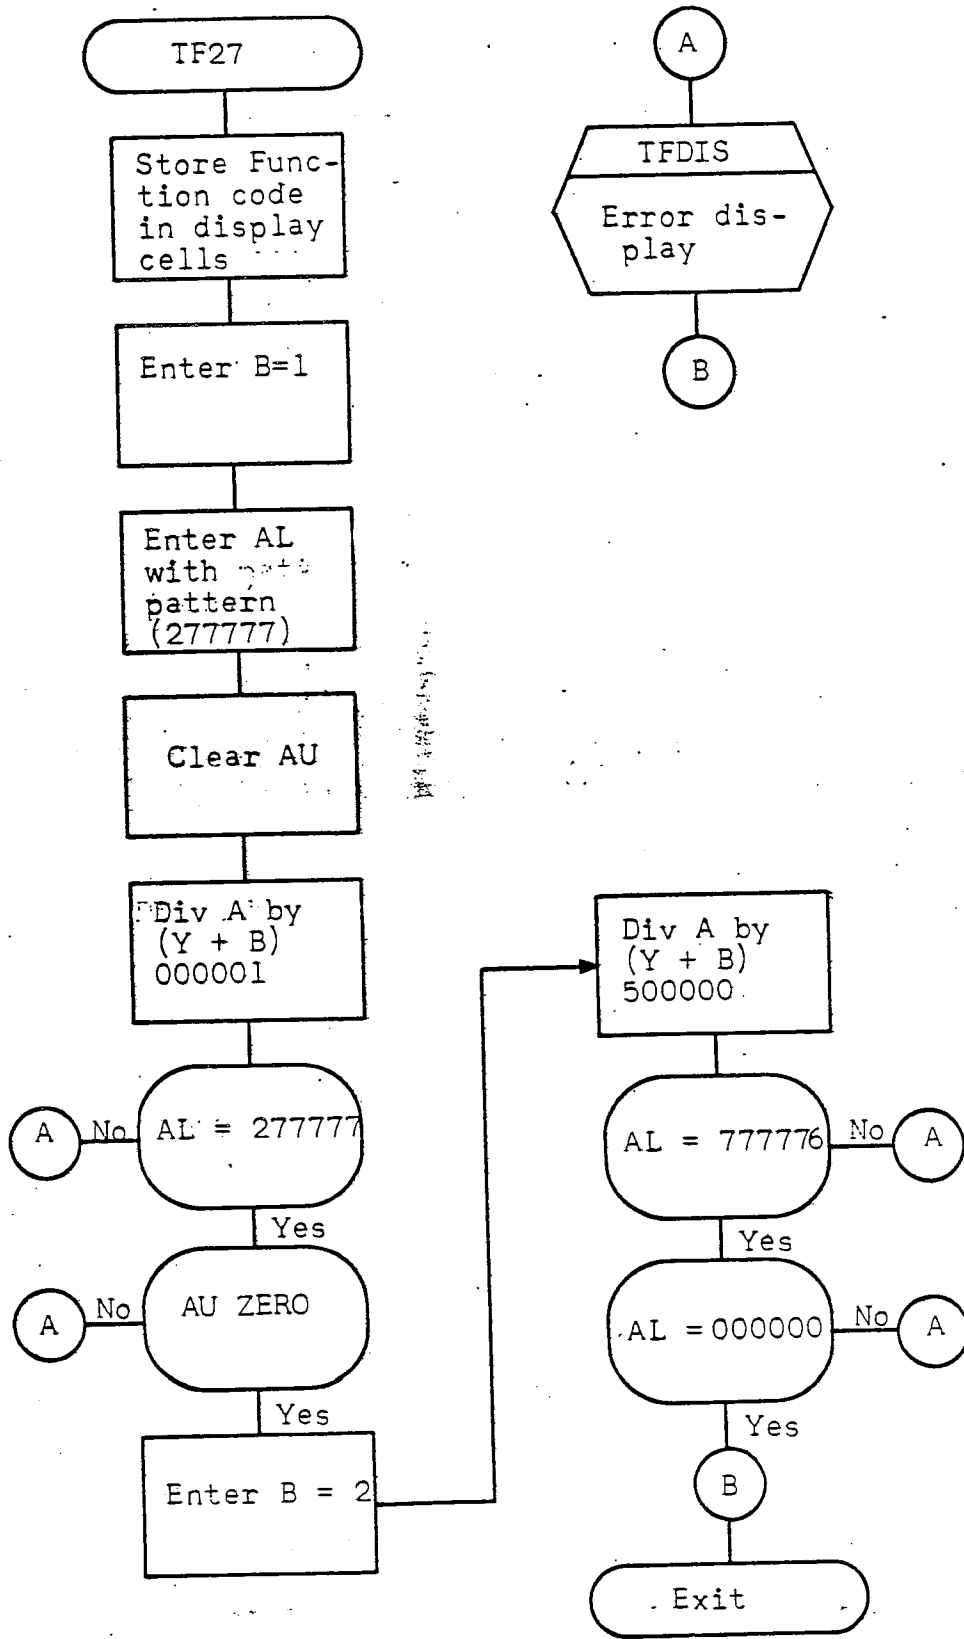 TF27
Store Func-
tion code
in display
cells
Enter B=1
Enter AL
with
pattern
(277777)
Clear AU
Div A by
(Y + B)
000001
A
No
AL = 277777
Yes
A
No
AU ZERO
Yes
Enter B = 2
A
TFDIS
Error dis-
play
B
Div A by
(Y + B)
500000
AL = 777776
No
A
Yes
AL = 000000
No
A
Yes
B
Exit